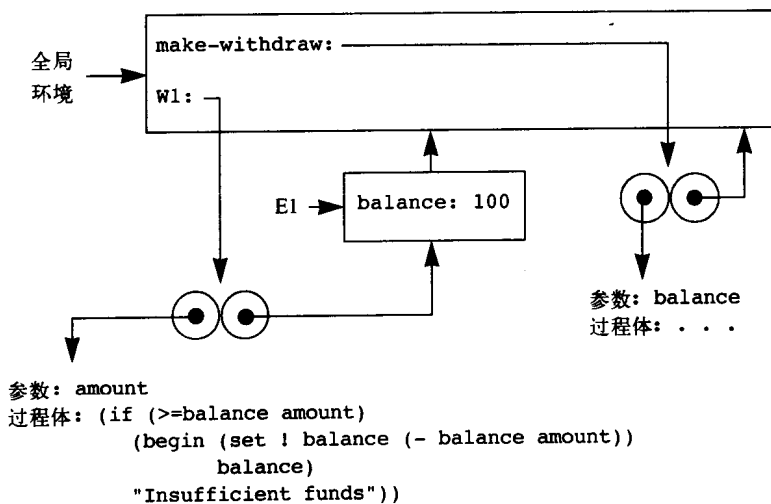 make-withdraw:
全局
环境
W1:
E1
balance: 100
参数: balance
过程体: . . .
参数: amount
过程体: (if (>=balance amount)
(begin (set ! balance (- balance amount))
balance)
"Insufficient funds"))